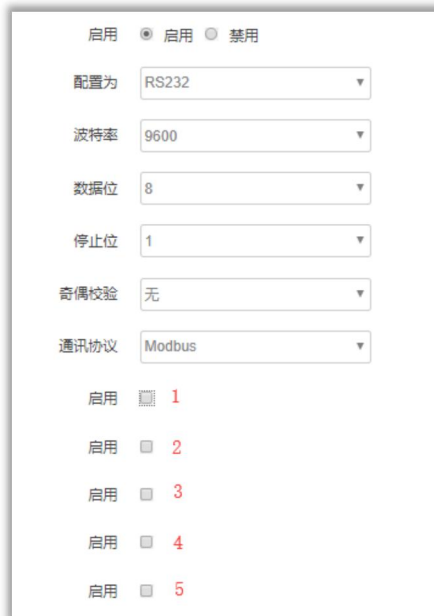 启用 启用 禁用
配置为 RS232
波特率 9600
数据位 8
停止位 1
奇偶校验 无
通讯协议 Modbus
启用 1
启用 2
启用 3
启用 4
启用 5